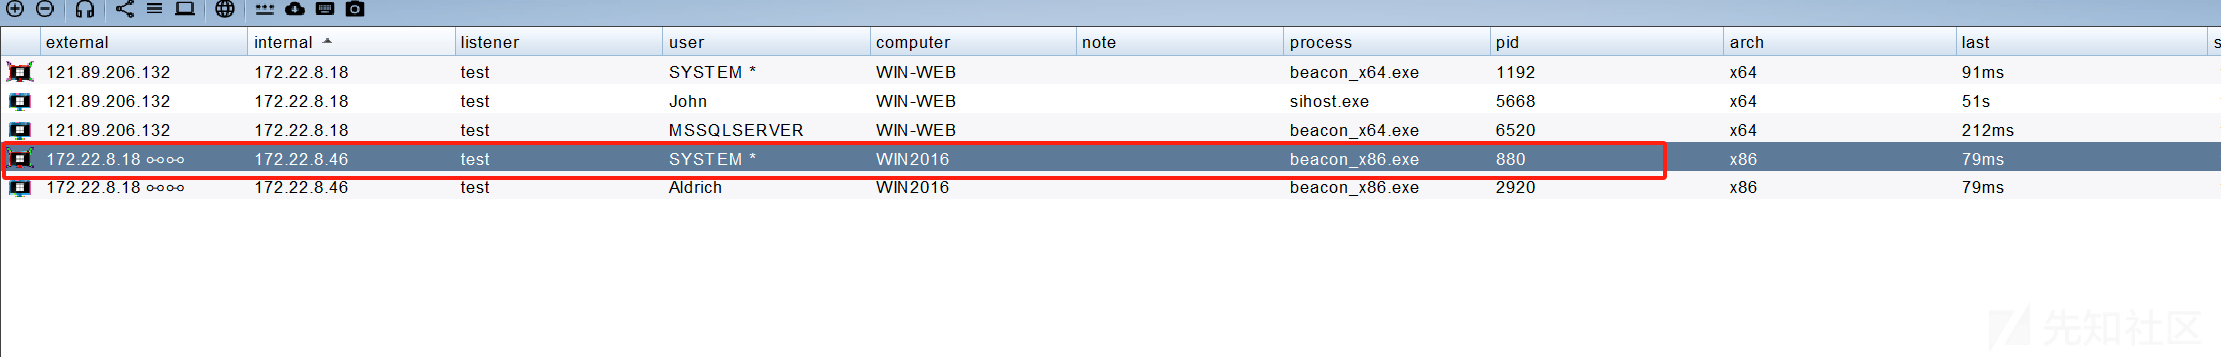 external internal listener user computer note process pid arch last s
121.89.206.132 172.22.8.18 test SYSTEM * WIN-WEB beacon_x64.exe 1192 x64 91ms
121.89.206.132 172.22.8.18 test John WIN-WEB sihost.exe 5668 x64 51s
121.89.206.132 172.22.8.18 test MSSQLSERVER WIN-WEB beacon_x64.exe 6520 x64 212ms
172.22.8.18 172.22.8.46 test SYSTEM * WIN2016 beacon_x86.exe 880 x86 79ms
172.22.8.18 172.22.8.46 test Aldrich WIN2016 beacon_x86.exe 2920 x86 79ms
先知社区